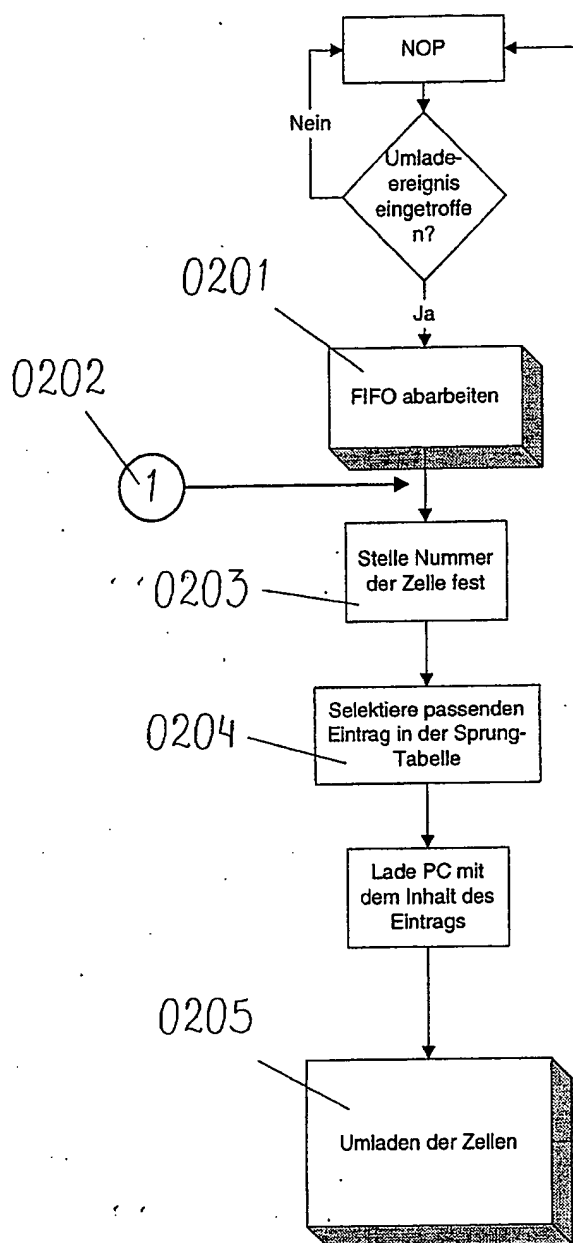 NOP
Nein
Umlade-
ereignis
eingetroffe
n?
Ja
0201
FIFO abarbeiten
0202
1
Stelle Nummer
der Zelle fest
0203
Selektiere passenden
Eintrag in der Sprung-
Tabelle
0204
Lade PC mit
dem Inhalt des
Eintrags
0205
Umladen der Zellen